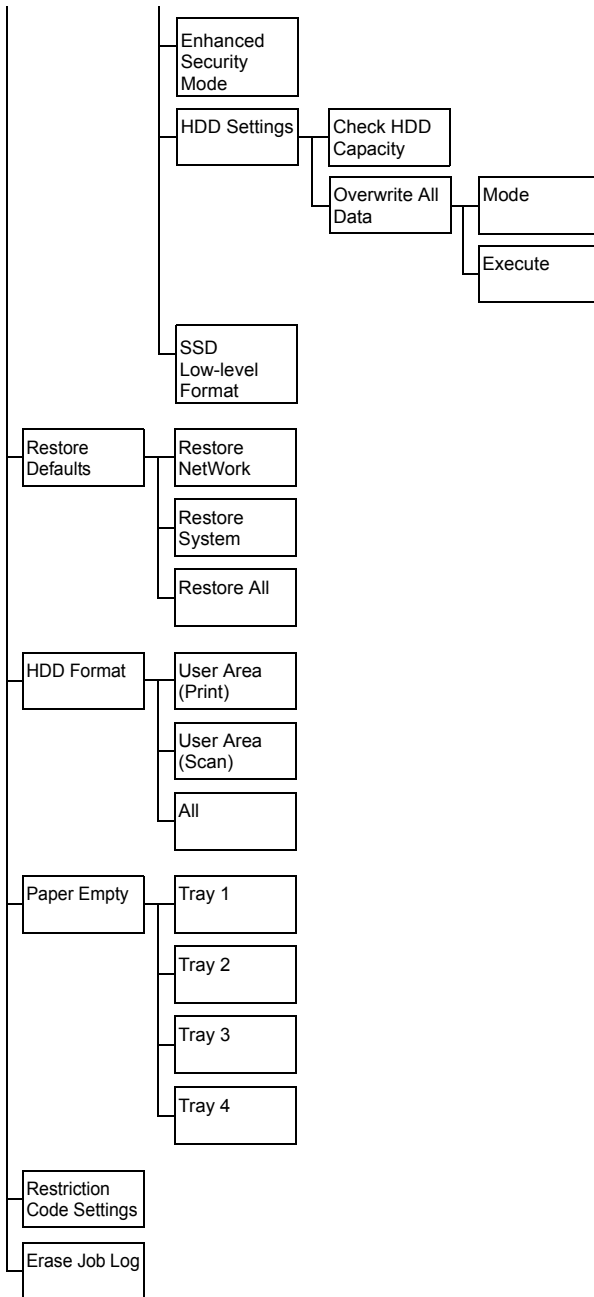 Enhanced
Security
Mode
HDD Settings
Check HDD
Capacity
Overwrite All
Data
Mode
Execute
SSD
Low-level
Format
Restore
Defaults
Restore
NetWork
Restore
System
Restore All
HDD Format
User Area
(Print)
User Area
(Scan)
All
Paper Empty
Tray 1
Tray 2
Tray 3
Tray 4
Restriction
Code Settings
Erase Job Log